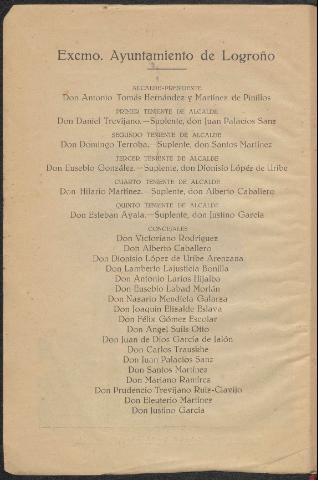 Excmo. Ayuntamiento de Logroño
ALCALDE-PRESIDENTE
Don Antonio Tomás Hernández y Martínez de Pinillos
PRIMER TENIENTE DE ALCALDE
Don Daniel Trevijano.—Suplente, don Juan Palacios Sanz
SEGUNDO TENIENTE DE ALCALDE
Don Domingo Terroba.—Suplente, don Santos Martínez
TERCER TENIENTE DE ALCALDE
Don Eusebio González.—Suplente, don Dionisio López de Uribe
CUARTO TENIENTE DE ALCALDE
Don Hilario Martínez.—Suplente, don Alberto Caballero
QUINTO TENIENTE DE ALCALDE
Don Esteban Ayala.—Suplente, don Justino García
CONCEJALES
Don Victoriano Rodríguez
Don Alberto Caballero
Don Dionisio López de Uribe Arenzana
Don Lamberto Lajusticia Bonilla
Don Antonio Larios Hijalbo
Don Eusebio Labad Morlán
Don Nazario Mendieta Galarza
Don Joaquín Elizalde Eslava
Don Félix Gómez Escolar
Don Angel Suils Otto
Don Juan de Dios García de Jalón
Don Carlos Trauskhe
Don Juan Palacios Sanz
Don Santos Martínez
Don Mariano Ramírez
Don Prudencio Trevijano Ruiz-Clavijo
Don Eleuterio Martínez
Don Justino García